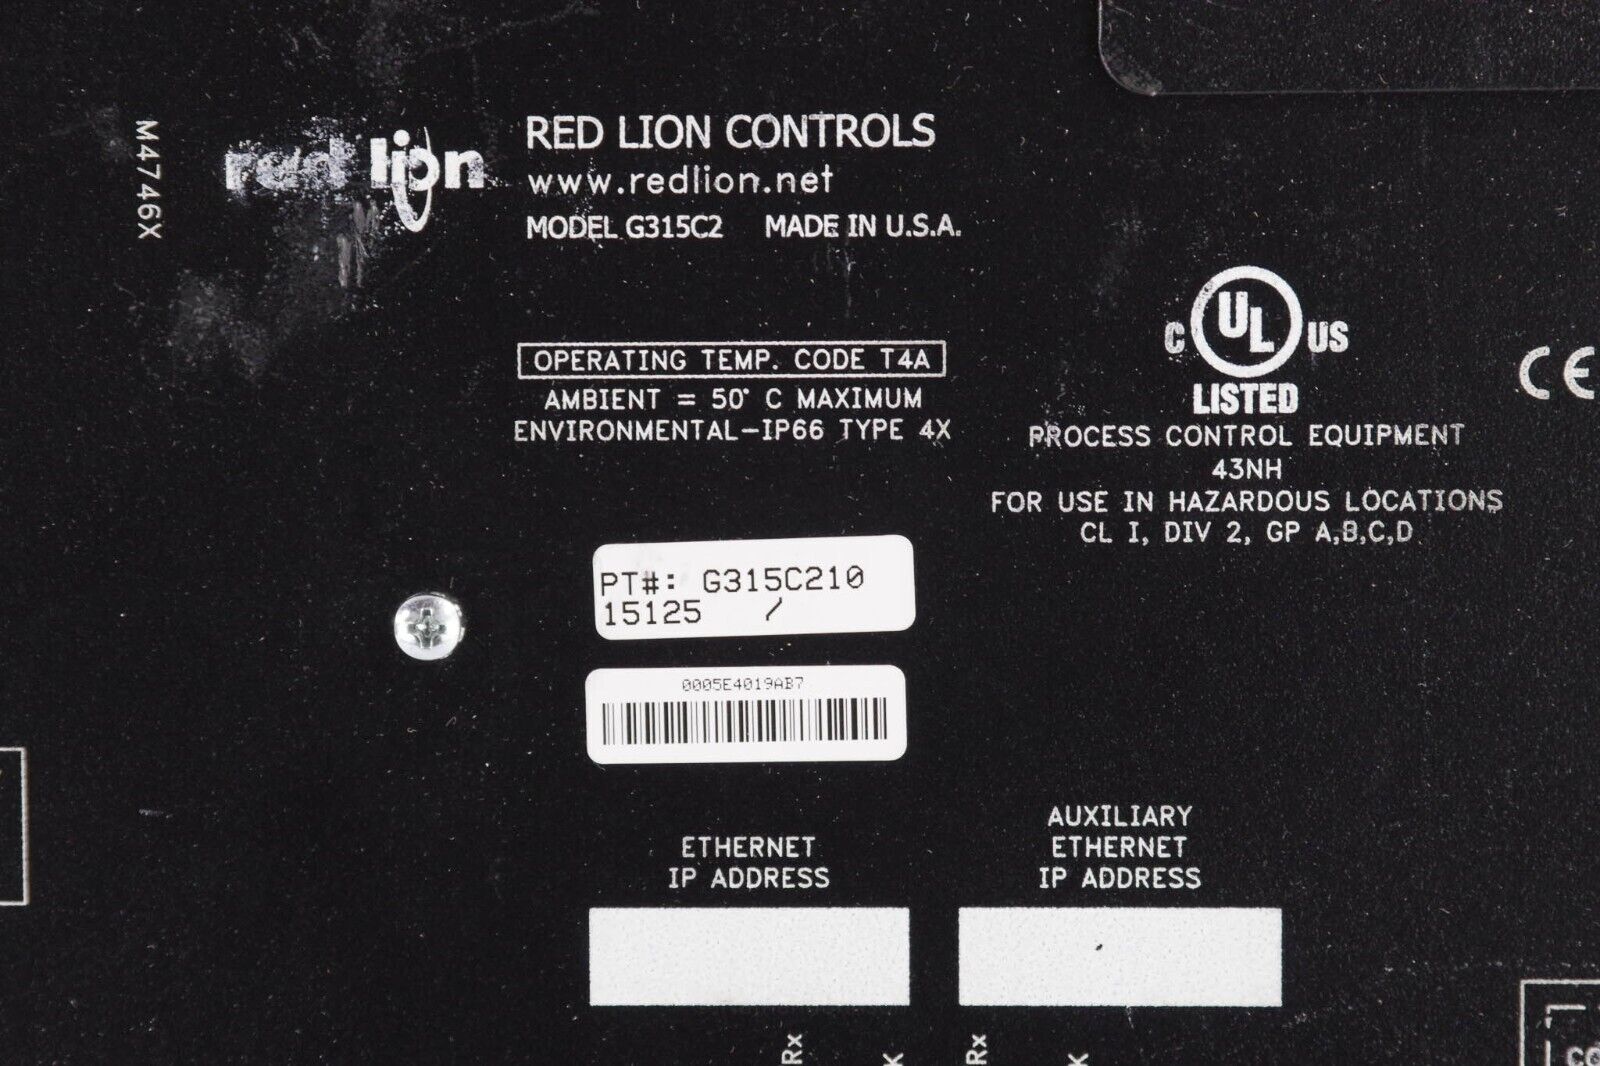 M4746X
red lion
RED LION CONTROLS
www.redlion.net
MODEL G315C2 MADE IN U.S.A.
OPERATING TEMP. CODE T4A
AMBIENT = 50° C MAXIMUM
ENVIRONMENTAL-IP66 TYPE 4X
C UL US
LISTED
PROCESS CONTROL EQUIPMENT
43NH
FOR USE IN HAZARDOUS LOCATIONS
CL I, DIV 2, GP A,B,C,D
CE
PT#: G315C210
15125 /
0005E4019AB7
ETHERNET
IP ADDRESS
AUXILIARY
ETHERNET
IP ADDRESS
Rx
Rx